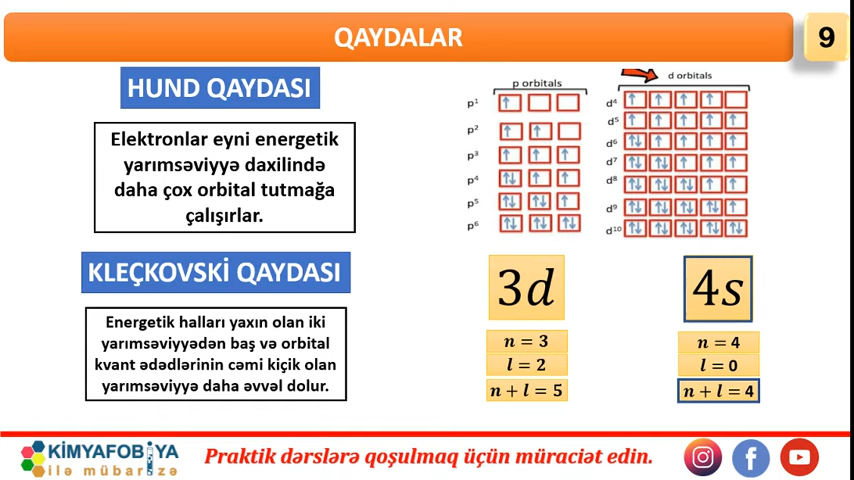 QAYDALAR
9
HUND QAYDASI
Elektronlar eyni energetik
yarımsəviyyə daxilində
daha çox orbital tutmağa
çalışırlar.
p orbitals
p¹
p²
p³
p⁴
p⁵
p⁶
d orbitals
d⁴
d⁵
d⁶
d⁷
d⁸
d⁹
d¹⁰
KLEÇKOVSKİ QAYDASI
Energetik halları yaxın olan iki
yarımsəviyyədən baş və orbital
kvant ədədlərinin cəmi kiçik olan
yarımsəviyyə daha əvvəl dolur.
3d
n = 3
l = 2
n + l = 5
4s
n = 4
l = 0
n + l = 4
KİMYAFOBİYA
ilə mübarizə
Praktik dərslərə qoşulmaq üçün müraciət edin.